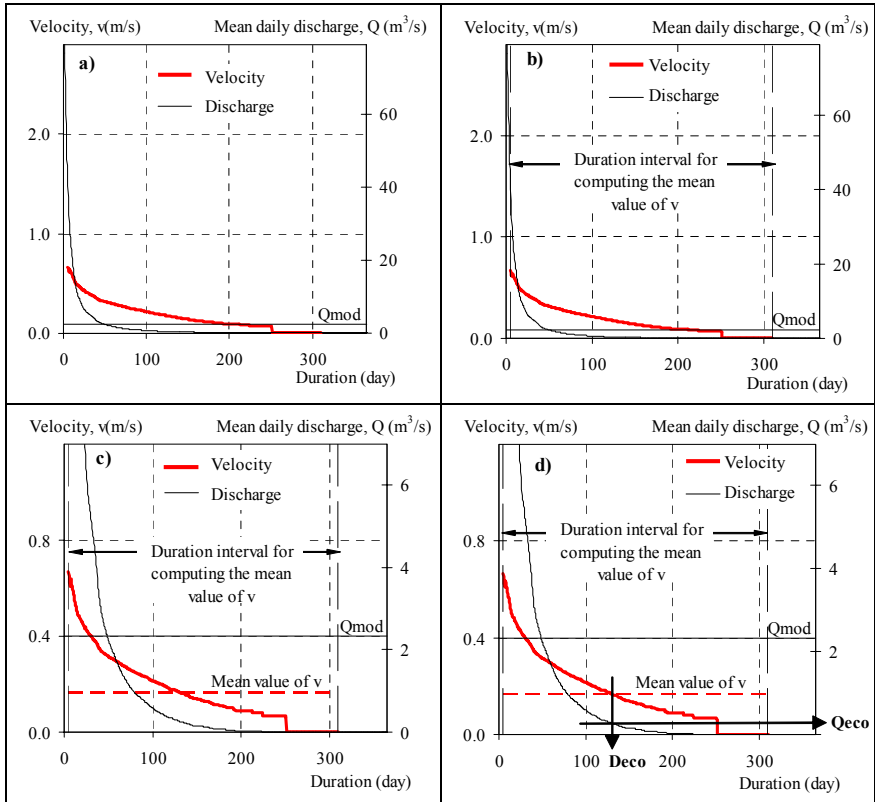 Velocity, v(m/s) Mean daily discharge, Q (m³/s)
a)
Velocity
Discharge
60
2.0
40
1.0
20
Qmod
0.0
0
0 100 200 300
Duration (day)
Velocity, v(m/s) Mean daily discharge, Q (m³/s)
b)
Velocity
Discharge
60
2.0
Duration interval for
computing the mean
value of v
40
1.0
20
Qmod
0.0
0
0 100 200 300
Duration (day)
Velocity, v(m/s) Mean daily discharge, Q (m³/s)
c)
Velocity
Discharge
6
0.8
Duration interval for
computing the mean
value of v
4
Qmod
0.4
2
Mean value of v
0.0
0
0 100 200 300
Duration (day)
Velocity, v(m/s) Mean daily discharge, Q (m³/s)
d)
Velocity
Discharge
6
0.8
Duration interval for
computing the mean
value of v
4
Qmod
0.4
2
Mean value of v
Qeco
0.0
0
0 100 200 300
Deco
Duration (day)